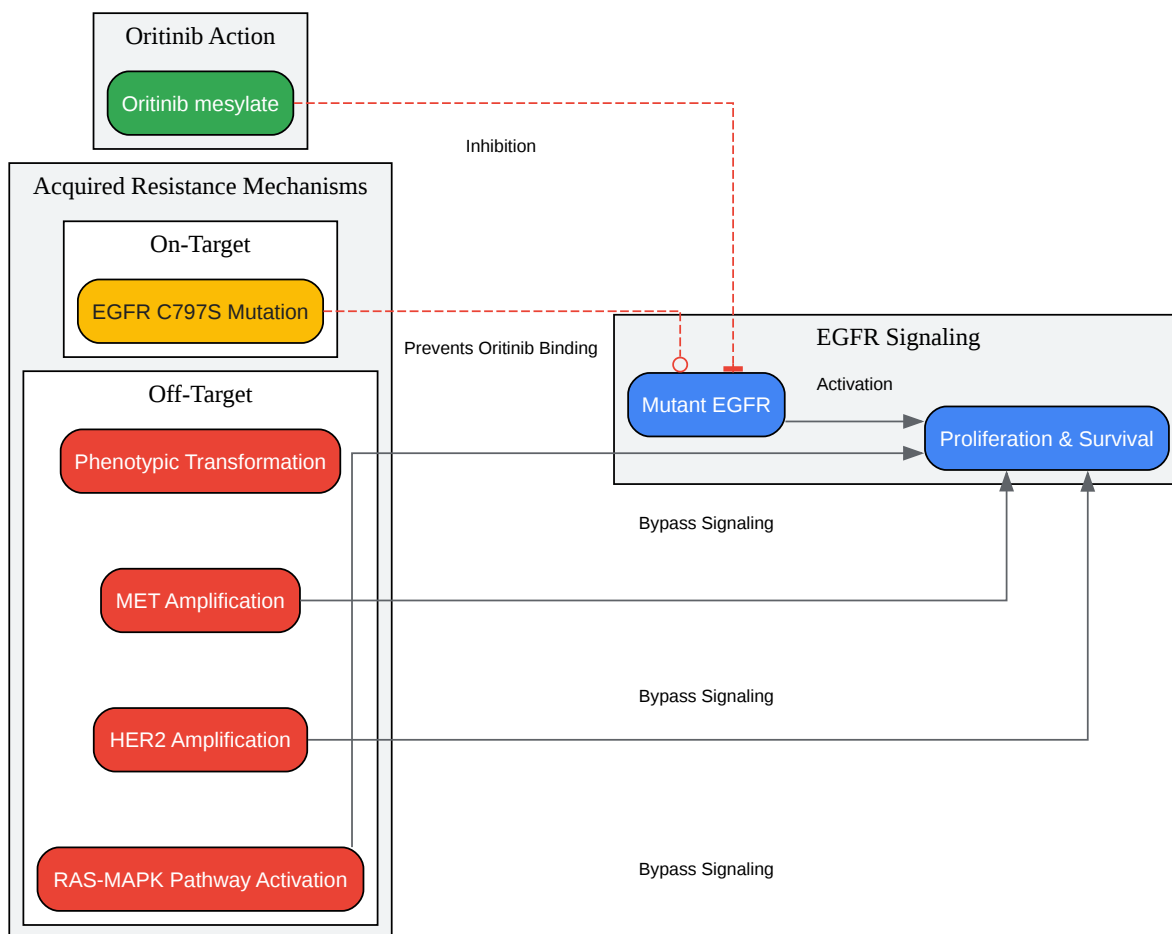 Oritinib Action
Oritinib mesylate
Inhibition
Acquired Resistance Mechanisms
On-Target
EGFR C797S Mutation
Prevents Oritinib Binding
EGFR Signaling
Mutant EGFR
Activation
Proliferation & Survival
Off-Target
Phenotypic Transformation
Bypass Signaling
MET Amplification
Bypass Signaling
HER2 Amplification
Bypass Signaling
RAS-MAPK Pathway Activation